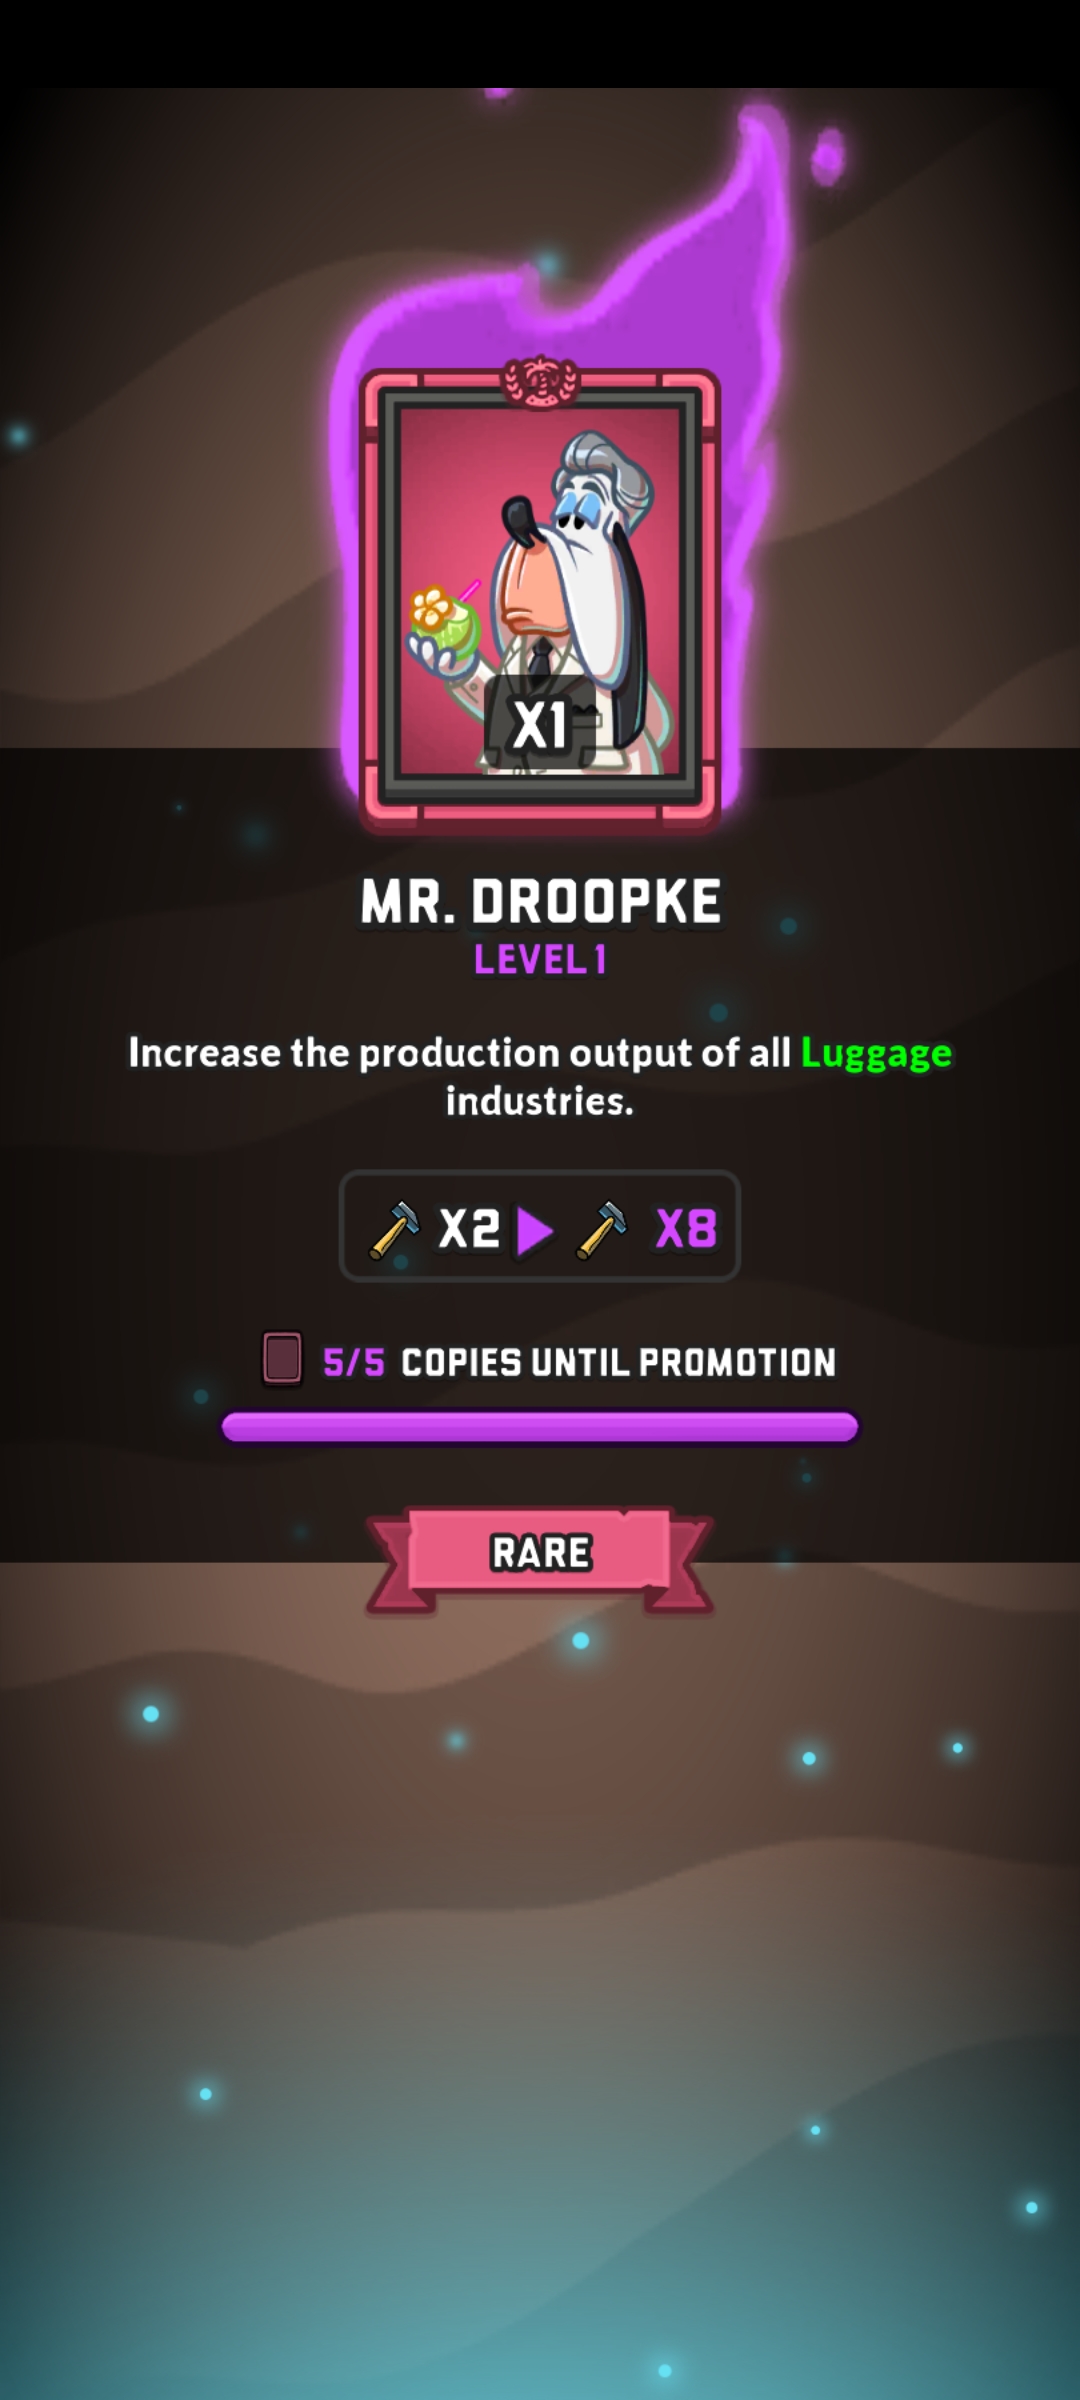 X1
MR. DROOPKE
LEVEL 1
Increase the production output of all Luggage
industries.
X2 X8
5/5 COPIES UNTIL PROMOTION
RARE